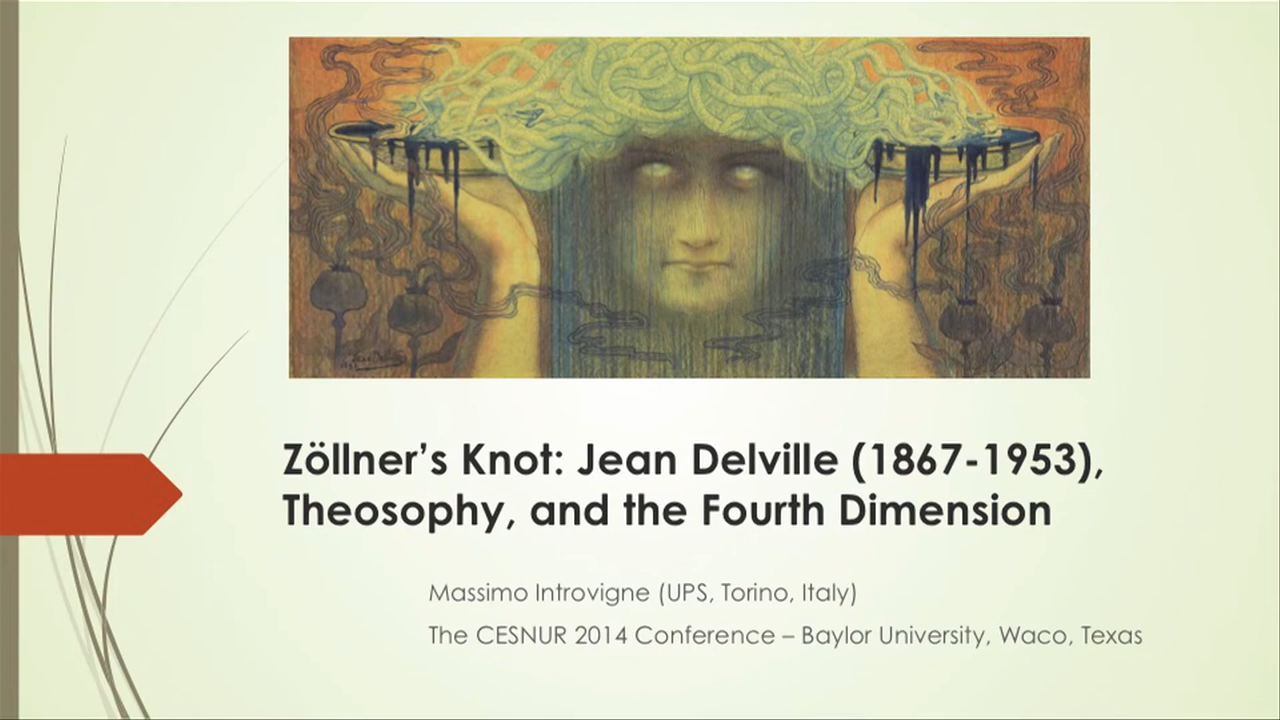 Zöllner's Knot: Jean Delville (1867-1953),
Theosophy, and the Fourth Dimension
Massimo Introvigne (UPS, Torino, Italy)
The CESNUR 2014 Conference – Baylor University, Waco, Texas